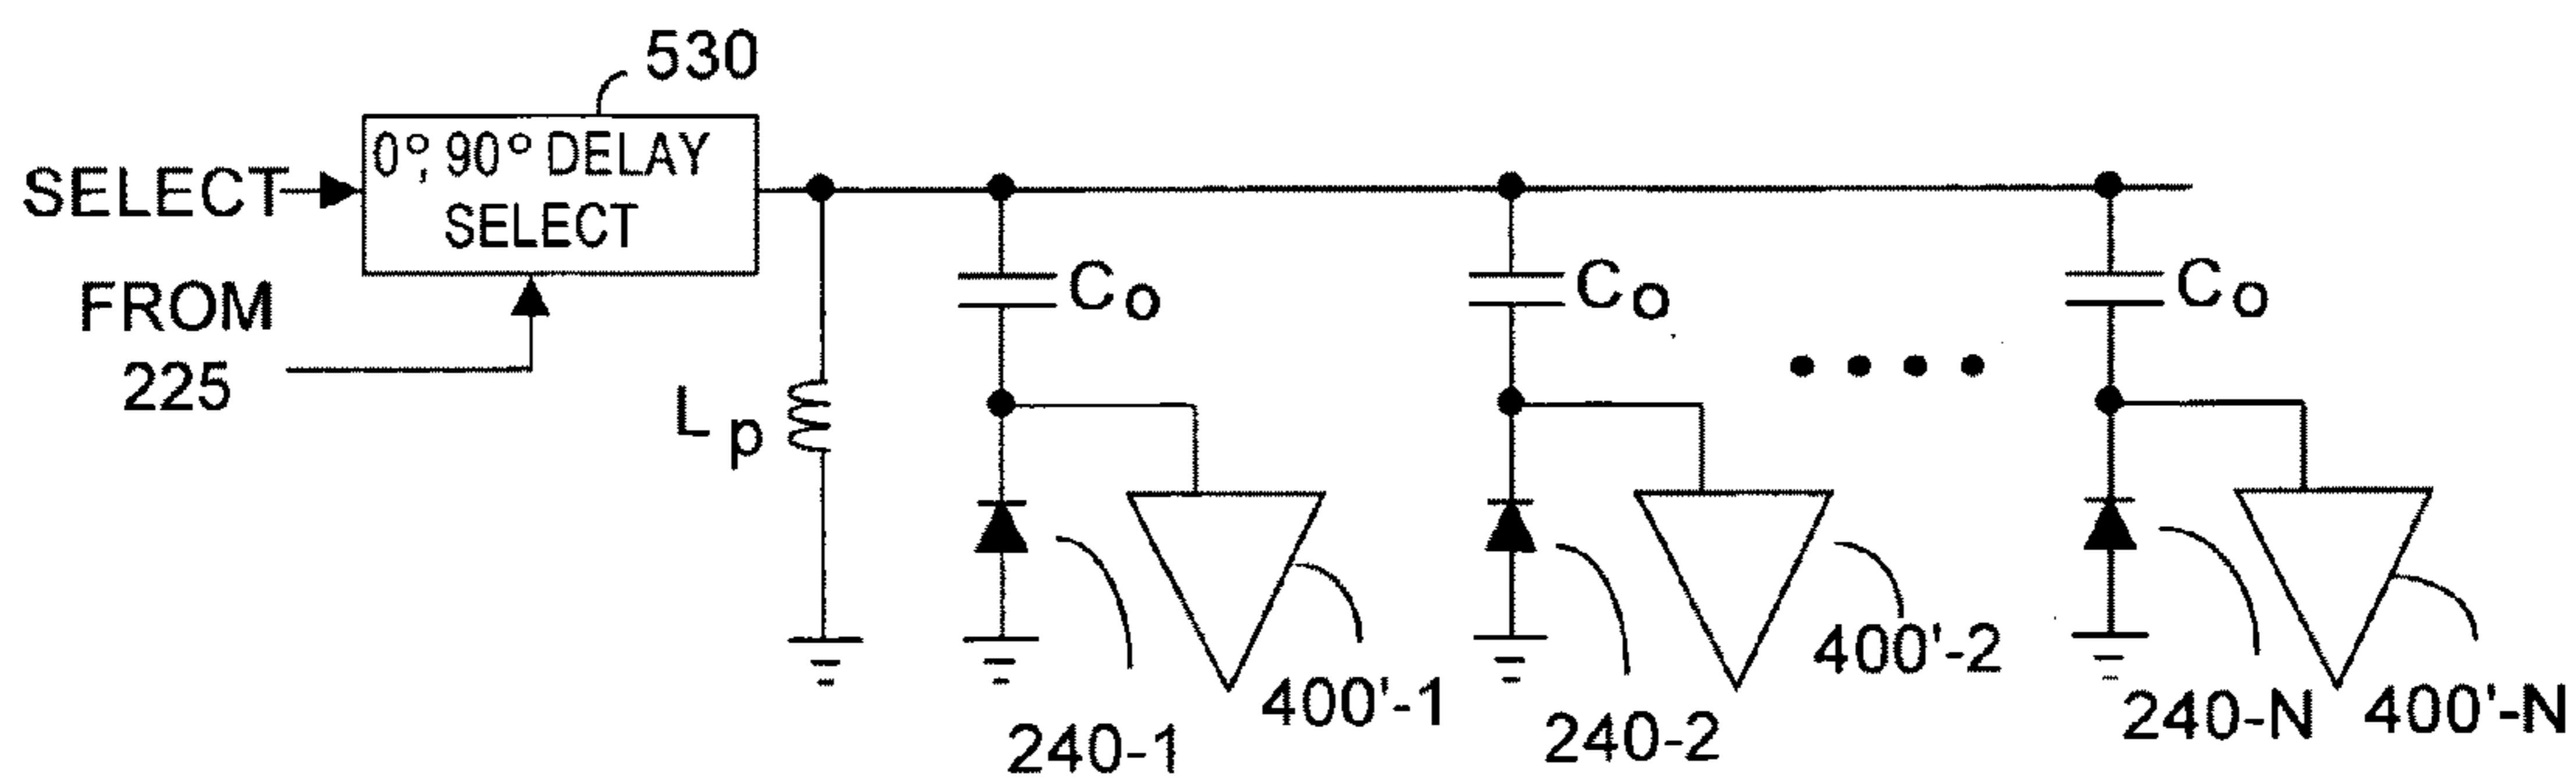 530
0°, 90° DELAY
SELECT
SELECT
FROM
225
Lp
Co
Co
Co
400'-1
240-1
400'-2
240-2
240-N
400'-N